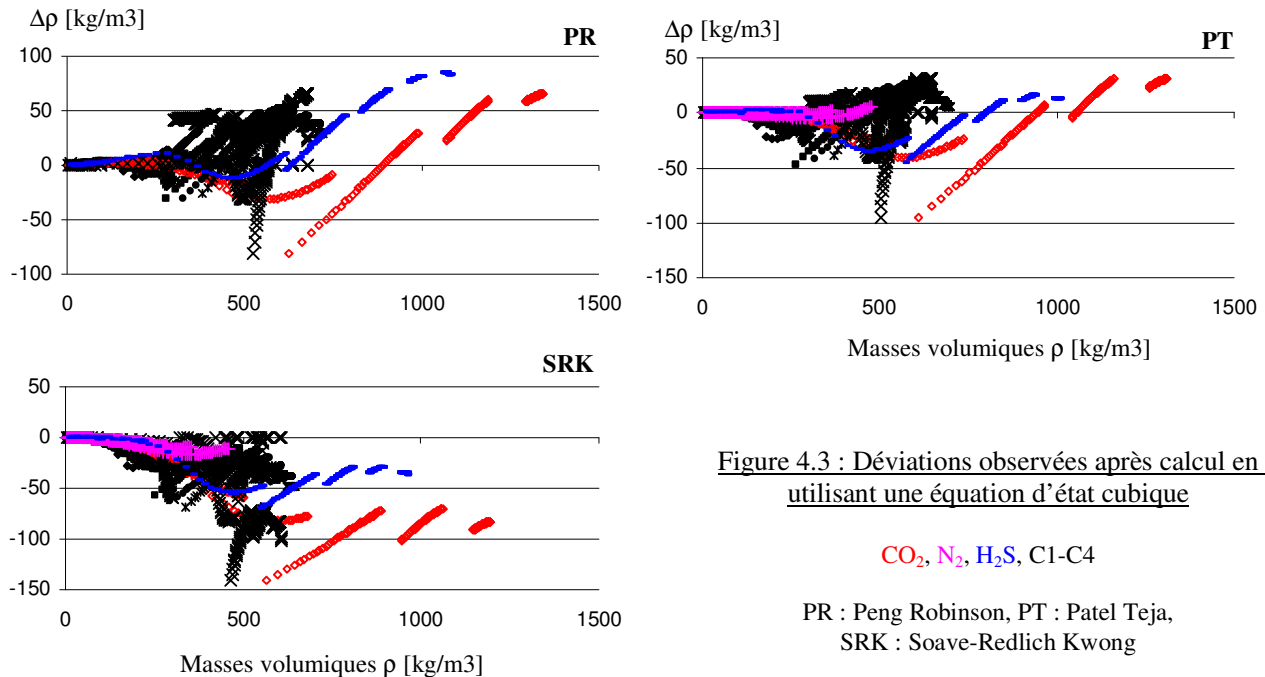 Δρ [kg/m3]
PR
100
50
0
-50
-100
0 500 1000 1500
Δρ [kg/m3]
PT
50
0
-50
-100
-150
0 500 1000 1500
Masses volumiques ρ [kg/m3]
SRK
50
0
-50
-100
-150
0 500 1000 1500
Masses volumiques ρ [kg/m3]
Figure 4.3 : Déviations observées après calcul en
utilisant une équation d’état cubique
CO₂, N₂, H₂S, C1-C4
PR : Peng Robinson, PT : Patel Teja,
SRK : Soave-Redlich Kwong